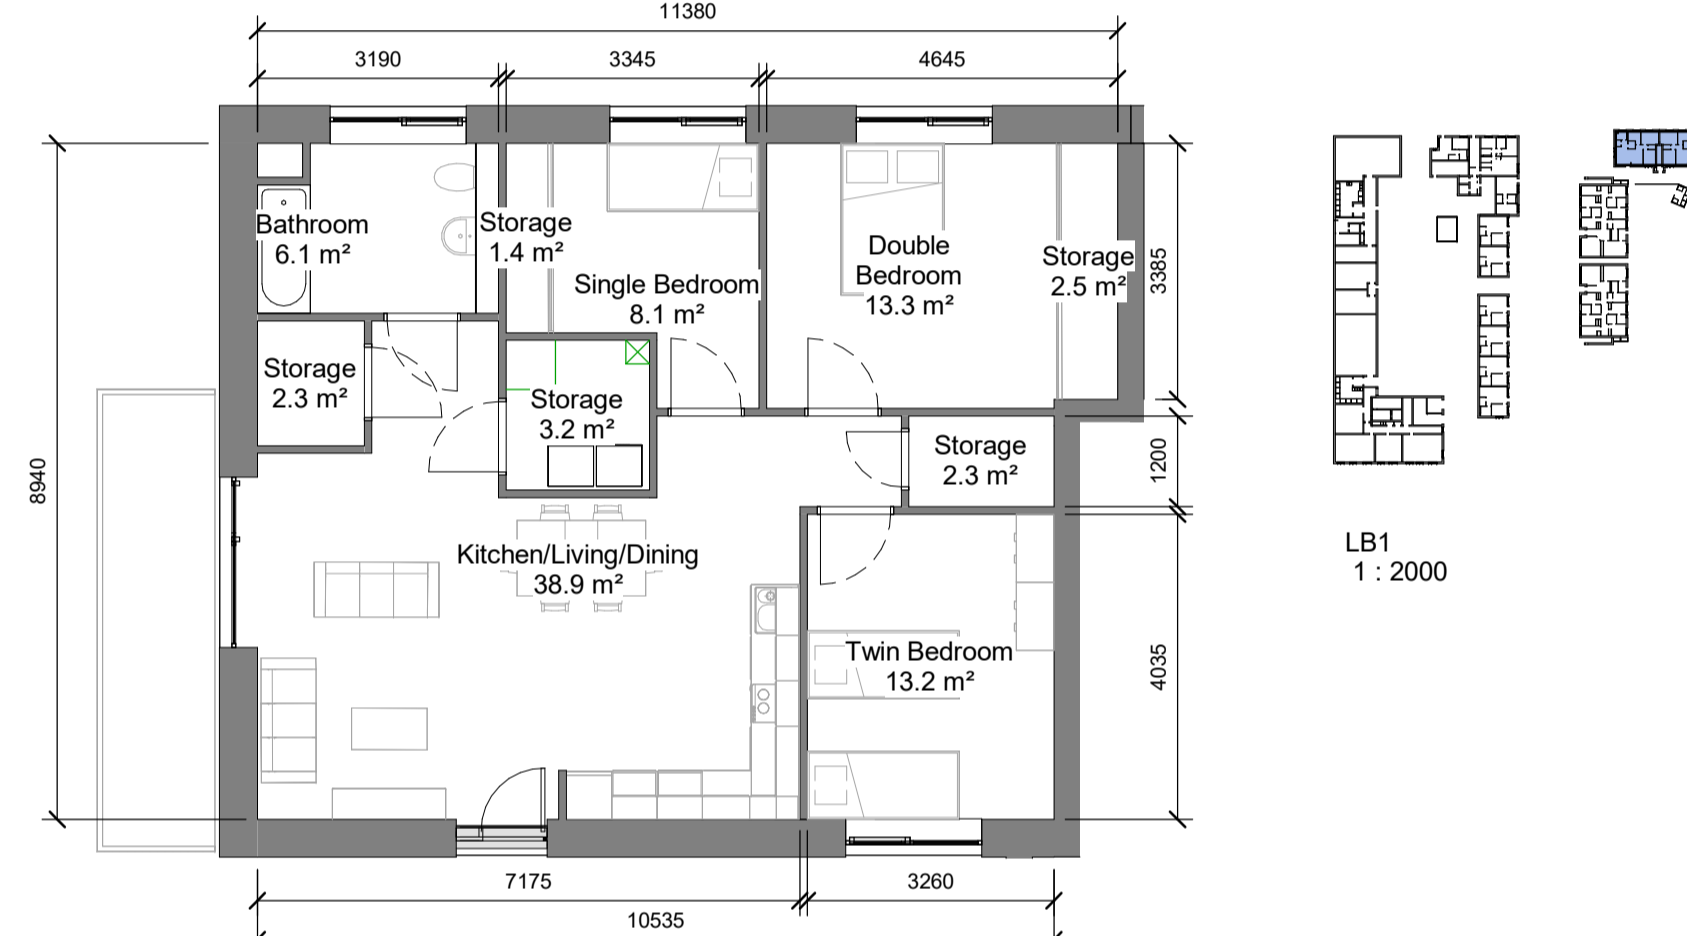 11380
3190
3345
4645
Bathroom
6.1 m²
Storage
1.4 m²
Single Bedroom
8.1 m²
Double
Bedroom
13.3 m²
Storage
2.5 m²
3385
Storage
2.3 m²
Storage
3.2 m²
Storage
2.3 m²
1200
8940
Kitchen/Living/Dining
38.9 m²
Twin Bedroom
13.2 m²
4035
7175
3260
10535
LB1
1 : 2000